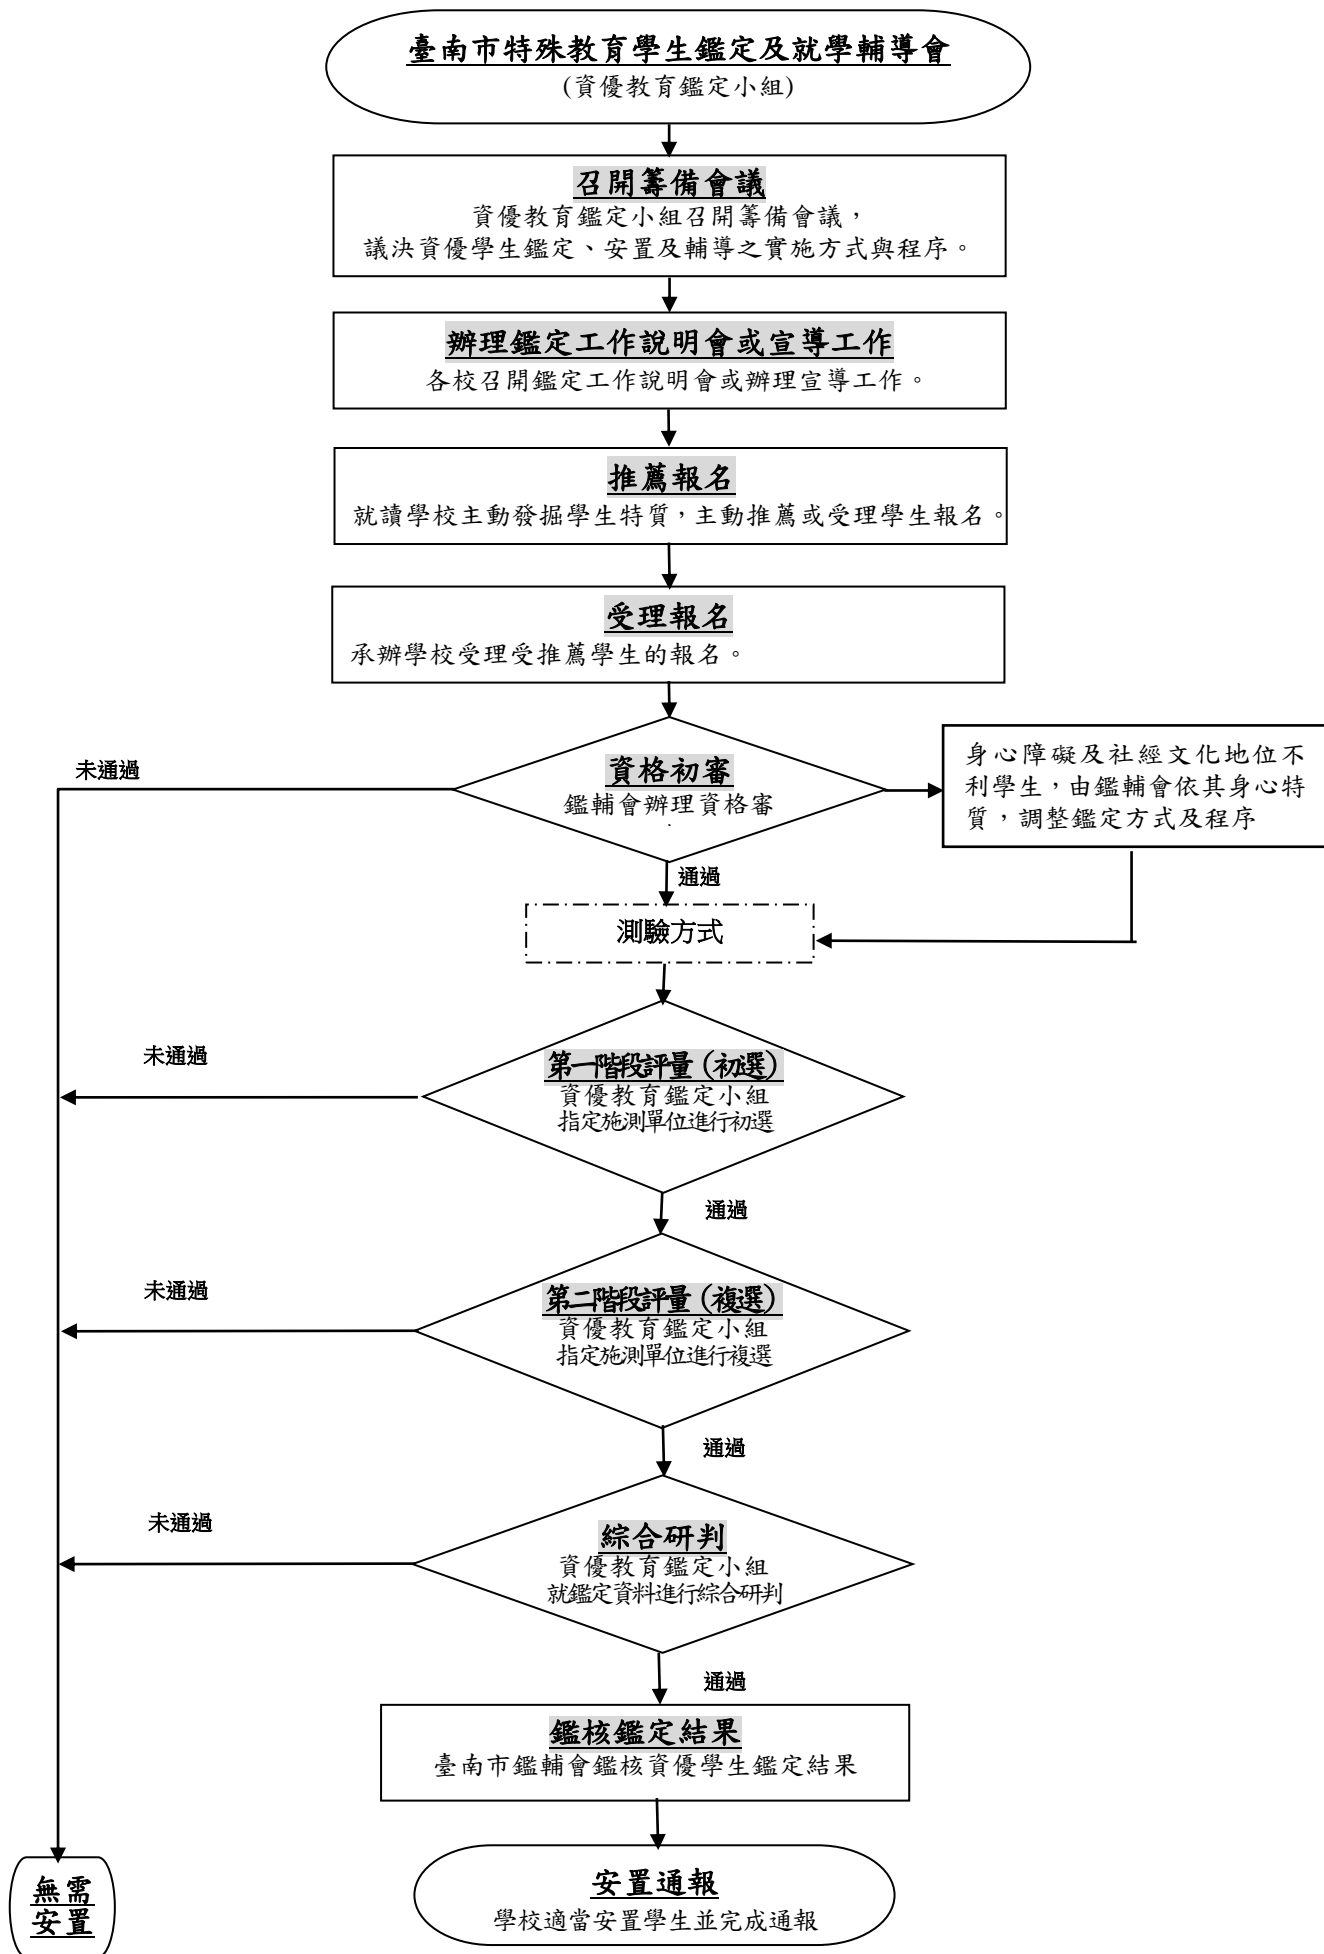 臺南市特殊教育學生鑑定及就學輔導會
(資優教育鑑定小組)
召開籌備會議
資優教育鑑定小組召開籌備會議，
議決資優學生鑑定、安置及輔導之實施方式與程序。
辦理鑑定工作說明會或宣導工作
各校召開鑑定工作說明會或辦理宣導工作。
推薦報名
就讀學校主動發掘學生特質，主動推薦或受理學生報名。
受理報名
承辦學校受理受推薦學生的報名。
未通過
資格初審
鑑輔會辦理資格審
身心障礙及社經文化地位不
利學生，由鑑輔會依其身心特
質，調整鑑定方式及程序
通過
測驗方式
未通過
第一階段評量（初選）
資優教育鑑定小組
指定施測單位進行初選
通過
未通過
第二階段評量（複選）
資優教育鑑定小組
指定施測單位進行複選
通過
未通過
綜合研判
資優教育鑑定小組
就鑑定資料進行綜合研判
通過
鑑核鑑定結果
臺南市鑑輔會鑑核資優學生鑑定結果
無需
安置
安置通報
學校適當安置學生並完成通報